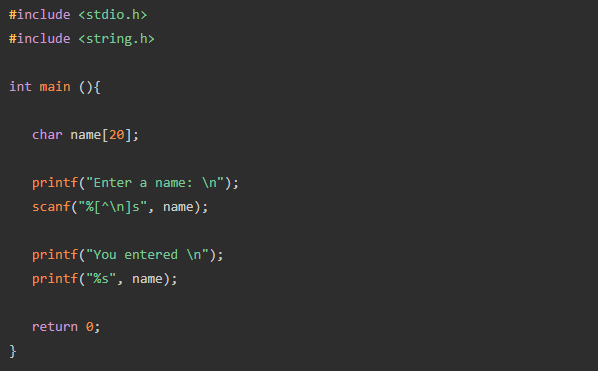 #include <stdio.h>
#include <string.h>
int main (){
char name[20];
printf("Enter a name: \n");
scanf("%[^\n]s", name);
printf("You entered \n");
printf("%s", name);
return 0;
}